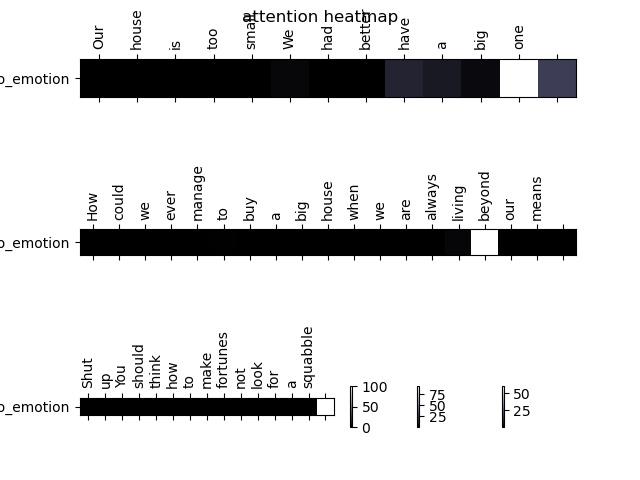 attention heatmap
Our house is too small We had better have a big one
o_emotion
How could we ever manage to buy a big house when we are always living beyond our means
o_emotion
Shut up You should think how to make fortunes not look for a squabble
o_emotion
100 50 0
75 50 25
50 25